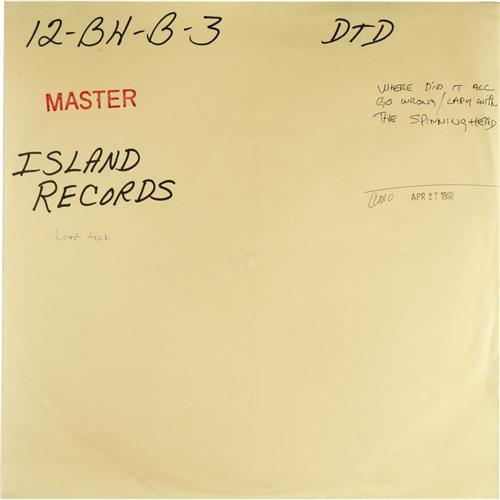 12-BH-B-3 DTD
WHERE DID IT ALL
GO WRONG/LADY WITH
THE SPINNING HEAD
MASTER
ISLAND
RECORDS
APR 27 1992